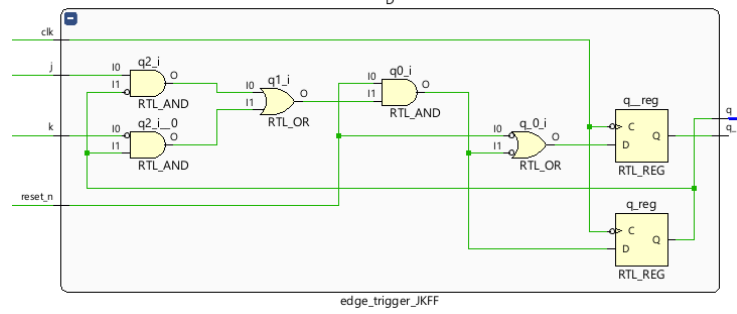 clk
j
k
reset_n
q2_i
I0
I1
O
RTL_AND
q2_i__0
I0
I1
O
RTL_AND
q1_i
I0
I1
O
RTL_OR
q0_i
I0
I1
O
RTL_AND
q_0_i
I0
I1
O
RTL_OR
q__reg
C
D
Q
RTL_REG
q_reg
C
D
Q
RTL_REG
q
q_
edge_trigger_JKFF